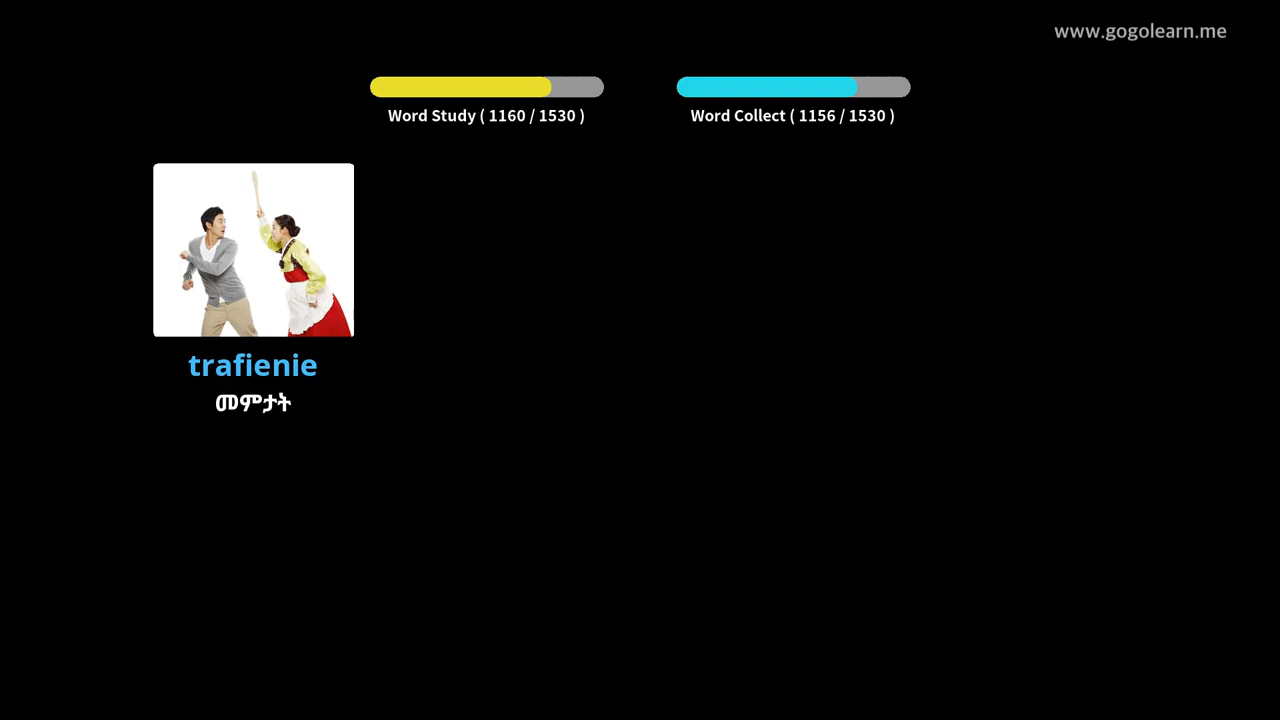 www.gogolearn.me
Word Study ( 1160 / 1530 )
Word Collect ( 1156 / 1530 )
trafienie
መምታት